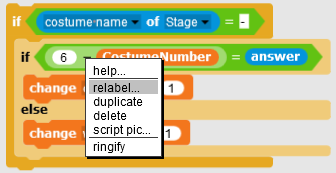 if costume name of Stage = -
if 6 - CostumeNumber = answer
help...
change 1
relabel...
duplicate
else
delete
script pic...
change 1
ringify